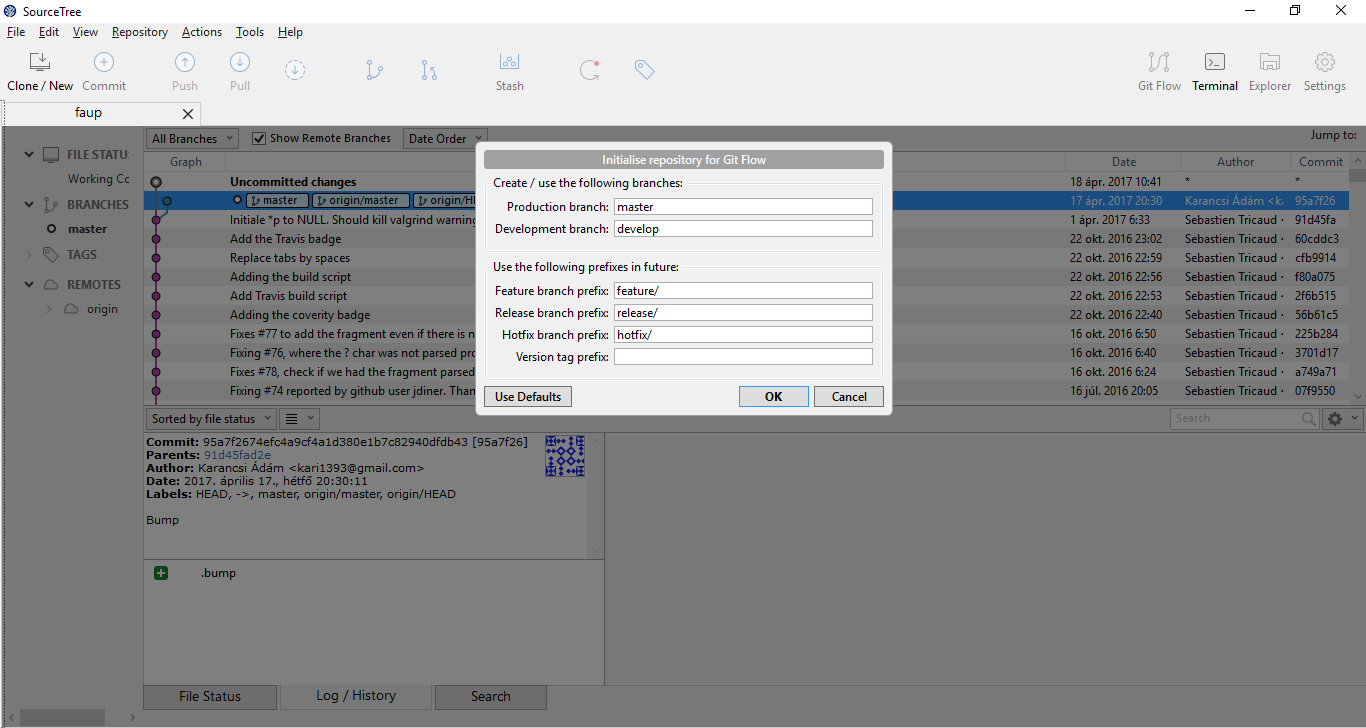 SourceTree
File Edit View Repository Actions Tools Help
Clone / New Commit Push Pull Stash Git Flow Terminal Explorer Settings
faup
All Branches Show Remote Branches Date Order Jump to:
Graph Date Author Commit
Uncommitted changes 18 ápr. 2017 10:41 * *
master origin/master origin/HE 17 ápr. 2017 20:30 Karancsi Ádám <k 95a7f26
Initiale *p to NULL. Should kill valgrind warning 1 ápr. 2017 6:33 Sebastien Tricaud 91d45fa
Add the Travis badge 22 okt. 2016 23:02 Sebastien Tricaud 60cddc3
Replace tabs by spaces 22 okt. 2016 22:59 Sebastien Tricaud cfb9914
Adding the build script 22 okt. 2016 22:56 Sebastien Tricaud f80a075
Add Travis build script 22 okt. 2016 22:53 Sebastien Tricaud 2f6b515
Adding the coverity badge 22 okt. 2016 22:40 Sebastien Tricaud 56b61c5
Fixes #77 to add the fragment even if there is n 16 okt. 2016 6:50 Sebastien Tricaud 225b284
Fixing #76, where the ? char was not parsed pro 16 okt. 2016 6:40 Sebastien Tricaud 3701d17
Fixes #78, check if we had the fragment parsed 16 okt. 2016 6:24 Sebastien Tricaud a749a71
Fixing #74 reported by github user jdiner. Than 16 júl. 2016 20:05 Sebastien Tricaud 07f9550
FILE STATU
Working Co
BRANCHES
master
TAGS
REMOTES
origin
Initialise repository for Git Flow
Create / use the following branches:
Production branch: master
Development branch: develop
Use the following prefixes in future:
Feature branch prefix: feature/
Release branch prefix: release/
Hotfix branch prefix: hotfix/
Version tag prefix:
Use Defaults OK Cancel
Sorted by file status Search
Commit: 95a7f2674efc4a9cf4a1d380e1b7c82940dfdb43 [95a7f26]
Parents: 91d45fad2e
Author: Karancsi Ádám <kari1393@gmail.com>
Date: 2017. április 17., hétfő 20:30:11
Labels: HEAD, ->, master, origin/master, origin/HEAD
Bump
.bump
File Status Log / History Search